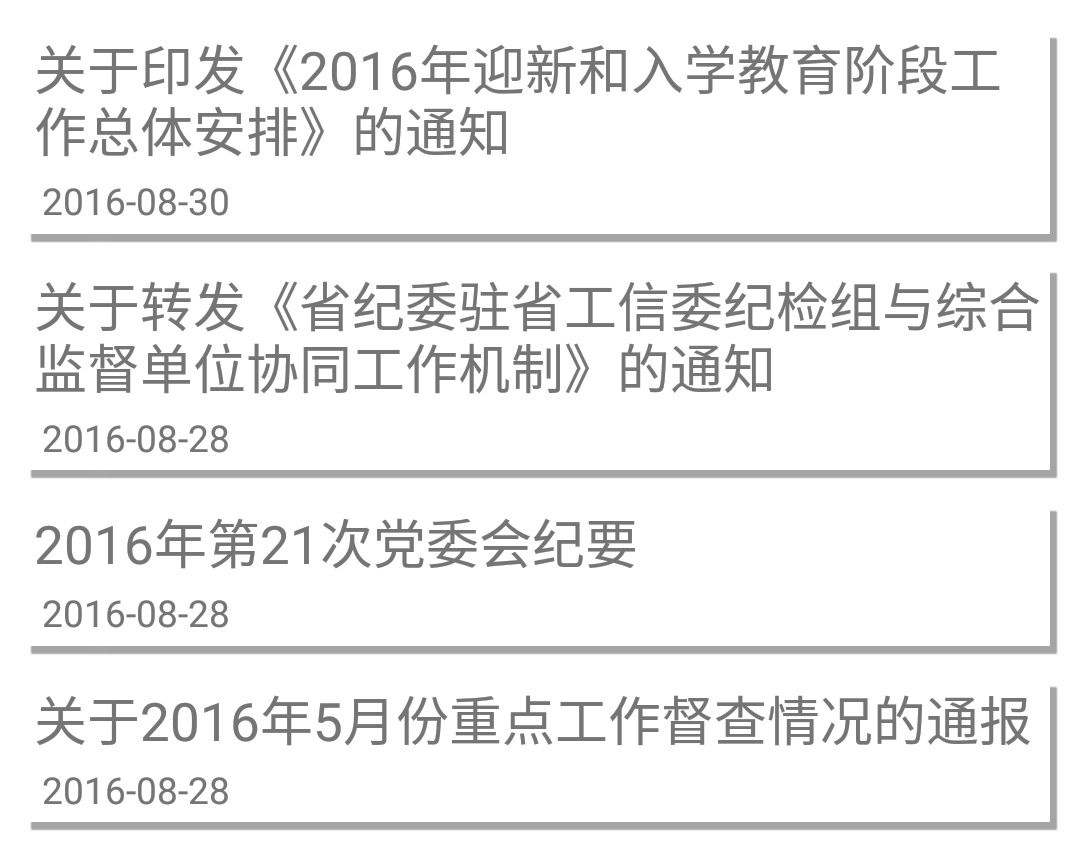 关于印发《2016年迎新和入学教育阶段工
作总体安排》的通知
2016-08-30
关于转发《省纪委驻省工信委纪检组与综合
监督单位协同工作机制》的通知
2016-08-28
2016年第21次党委会纪要
2016-08-28
关于2016年5月份重点工作督查情况的通报
2016-08-28